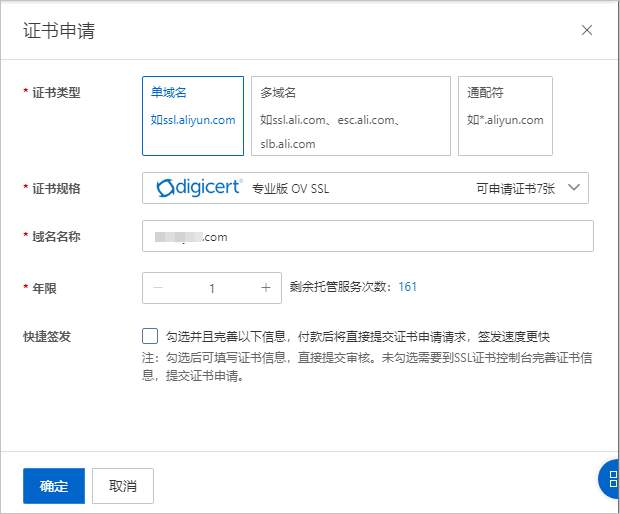 证书申请
* 证书类型
单域名
如ssl.aliyun.com
多域名
如ssl.ali.com、esc.ali.com、
slb.ali.com
通配符
如*.aliyun.com
* 证书规格
digicert® 专业版 OV SSL 可申请证书7张
* 域名名称
.com
* 年限
1
剩余托管服务次数：161
快捷签发
勾选并且完善以下信息，付款后将直接提交证书申请请求，签发速度更快
注：勾选后可填写证书信息，直接提交审核。未勾选需要到SSL证书控制台完善证书信
息，提交证书申请。
确定
取消